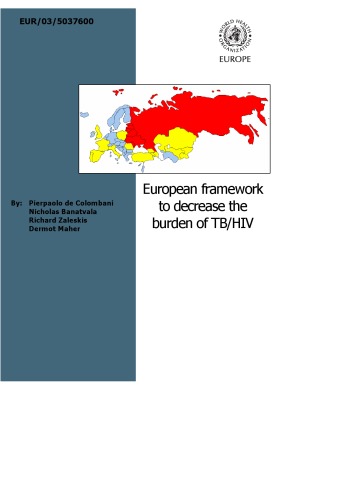 EUR/03/5037600
WORLD HEALTH
ORGANIZATION
EUROPE
European framework
to decrease the
burden of TB/HIV
By: Pierpaolo de Colombani
Nicholas Banatvala
Richard Zaleskis
Dermot Maher